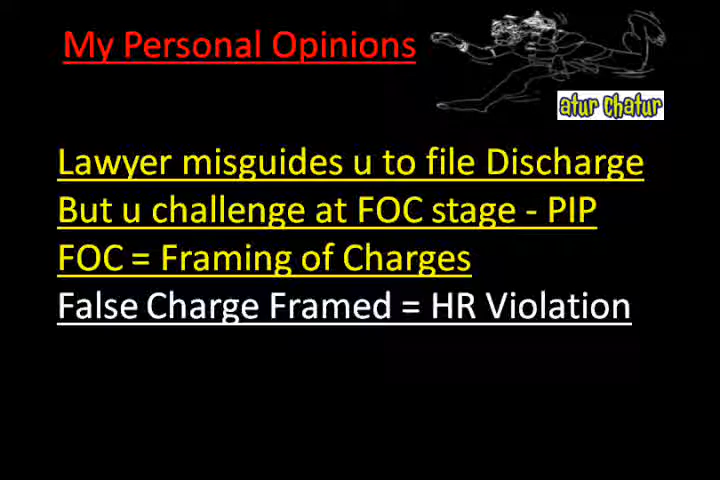 My Personal Opinions
atur chatur
Lawyer misguides u to file Discharge
But u challenge at FOC stage - PIP
FOC = Framing of Charges
False Charge Framed = HR Violation